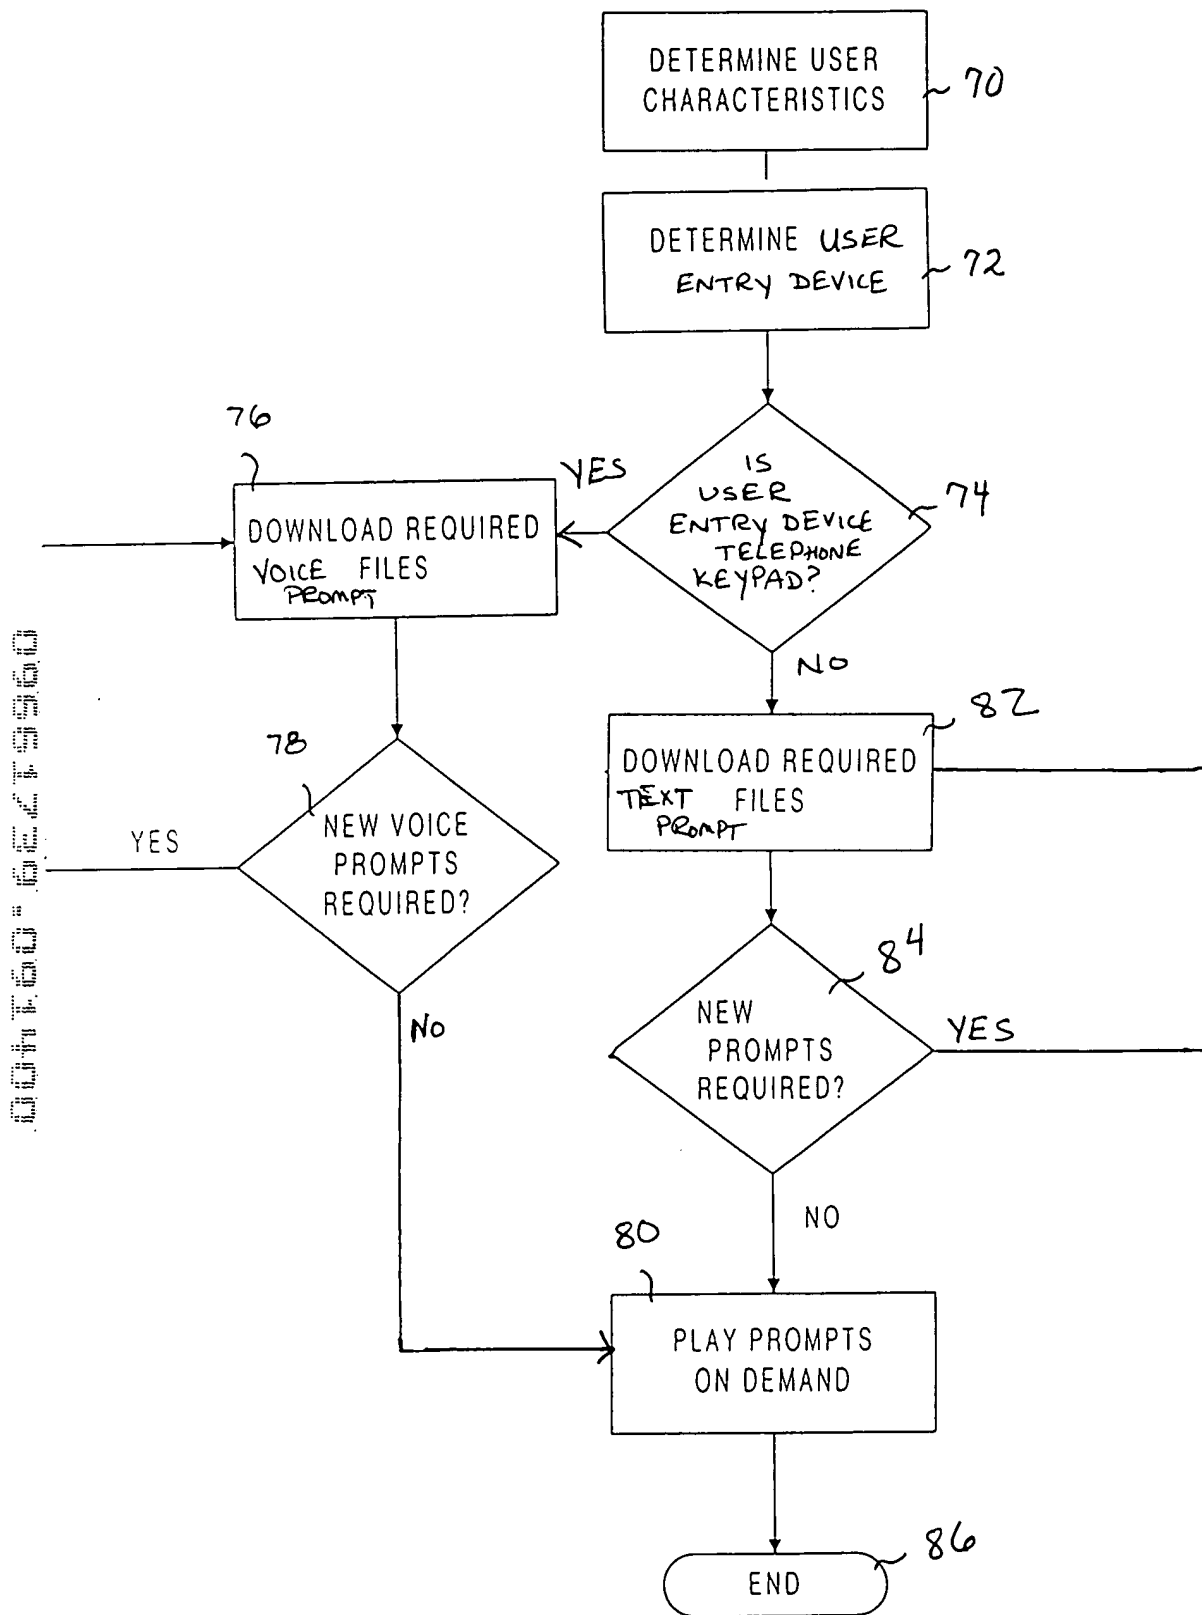 DETERMINE USER
CHARACTERISTICS
70
DETERMINE USER
ENTRY DEVICE
72
76
YES
IS
USER
ENTRY DEVICE
TELEPHONE
KEYPAD?
74
DOWNLOAD REQUIRED
VOICE FILES
PROMPT
NO
82
78
DOWNLOAD REQUIRED
TEXT FILES
PROMPT
YES
NEW VOICE
PROMPTS
REQUIRED?
84
NEW
PROMPTS
REQUIRED?
YES
NO
NO
80
PLAY PROMPTS
ON DEMAND
86
END
09661739.091400